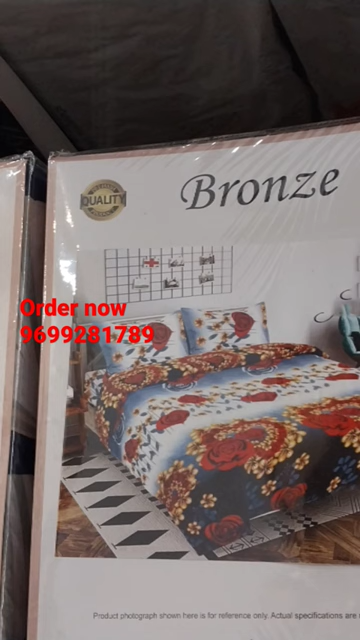 QUALITY
Bronze
Order now
9699281789
Product photograph shown here is for reference only. Actual specifications are